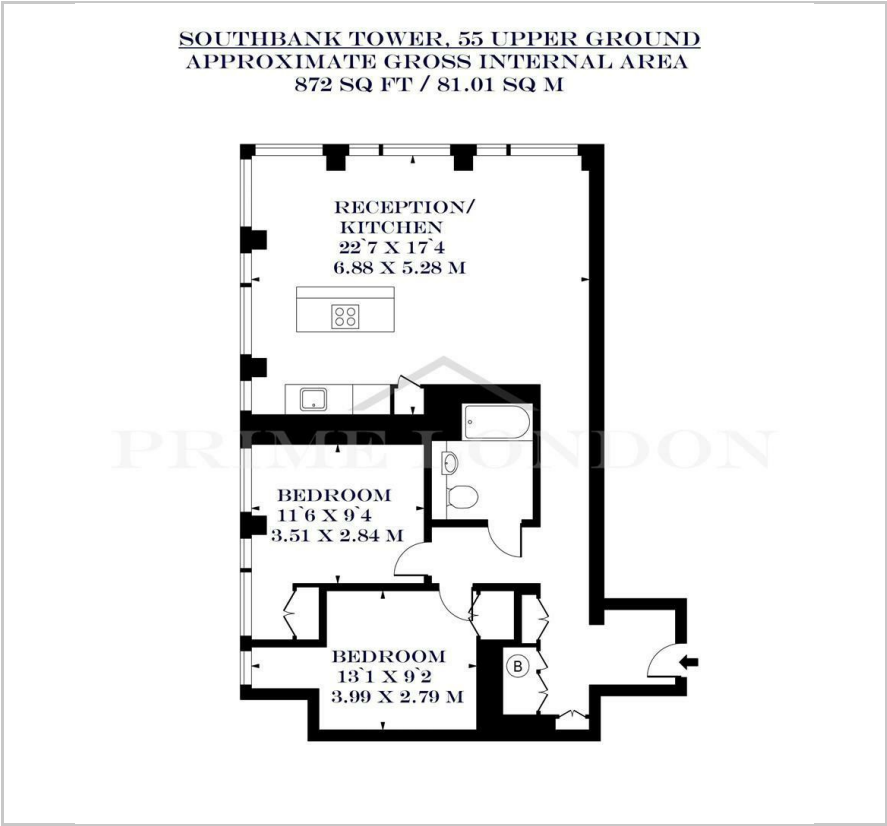 SOUTHBANK TOWER, 55 UPPER GROUND
APPROXIMATE GROSS INTERNAL AREA
872 SQ FT / 81.01 SQ M
RECEPTION/
KITCHEN
22`7 X 17`4
6.88 X 5.28 M
PRIME LONDON
BEDROOM
11`6 X 9`4
3.51 X 2.84 M
BEDROOM
13`1 X 9`2
3.99 X 2.79 M
B